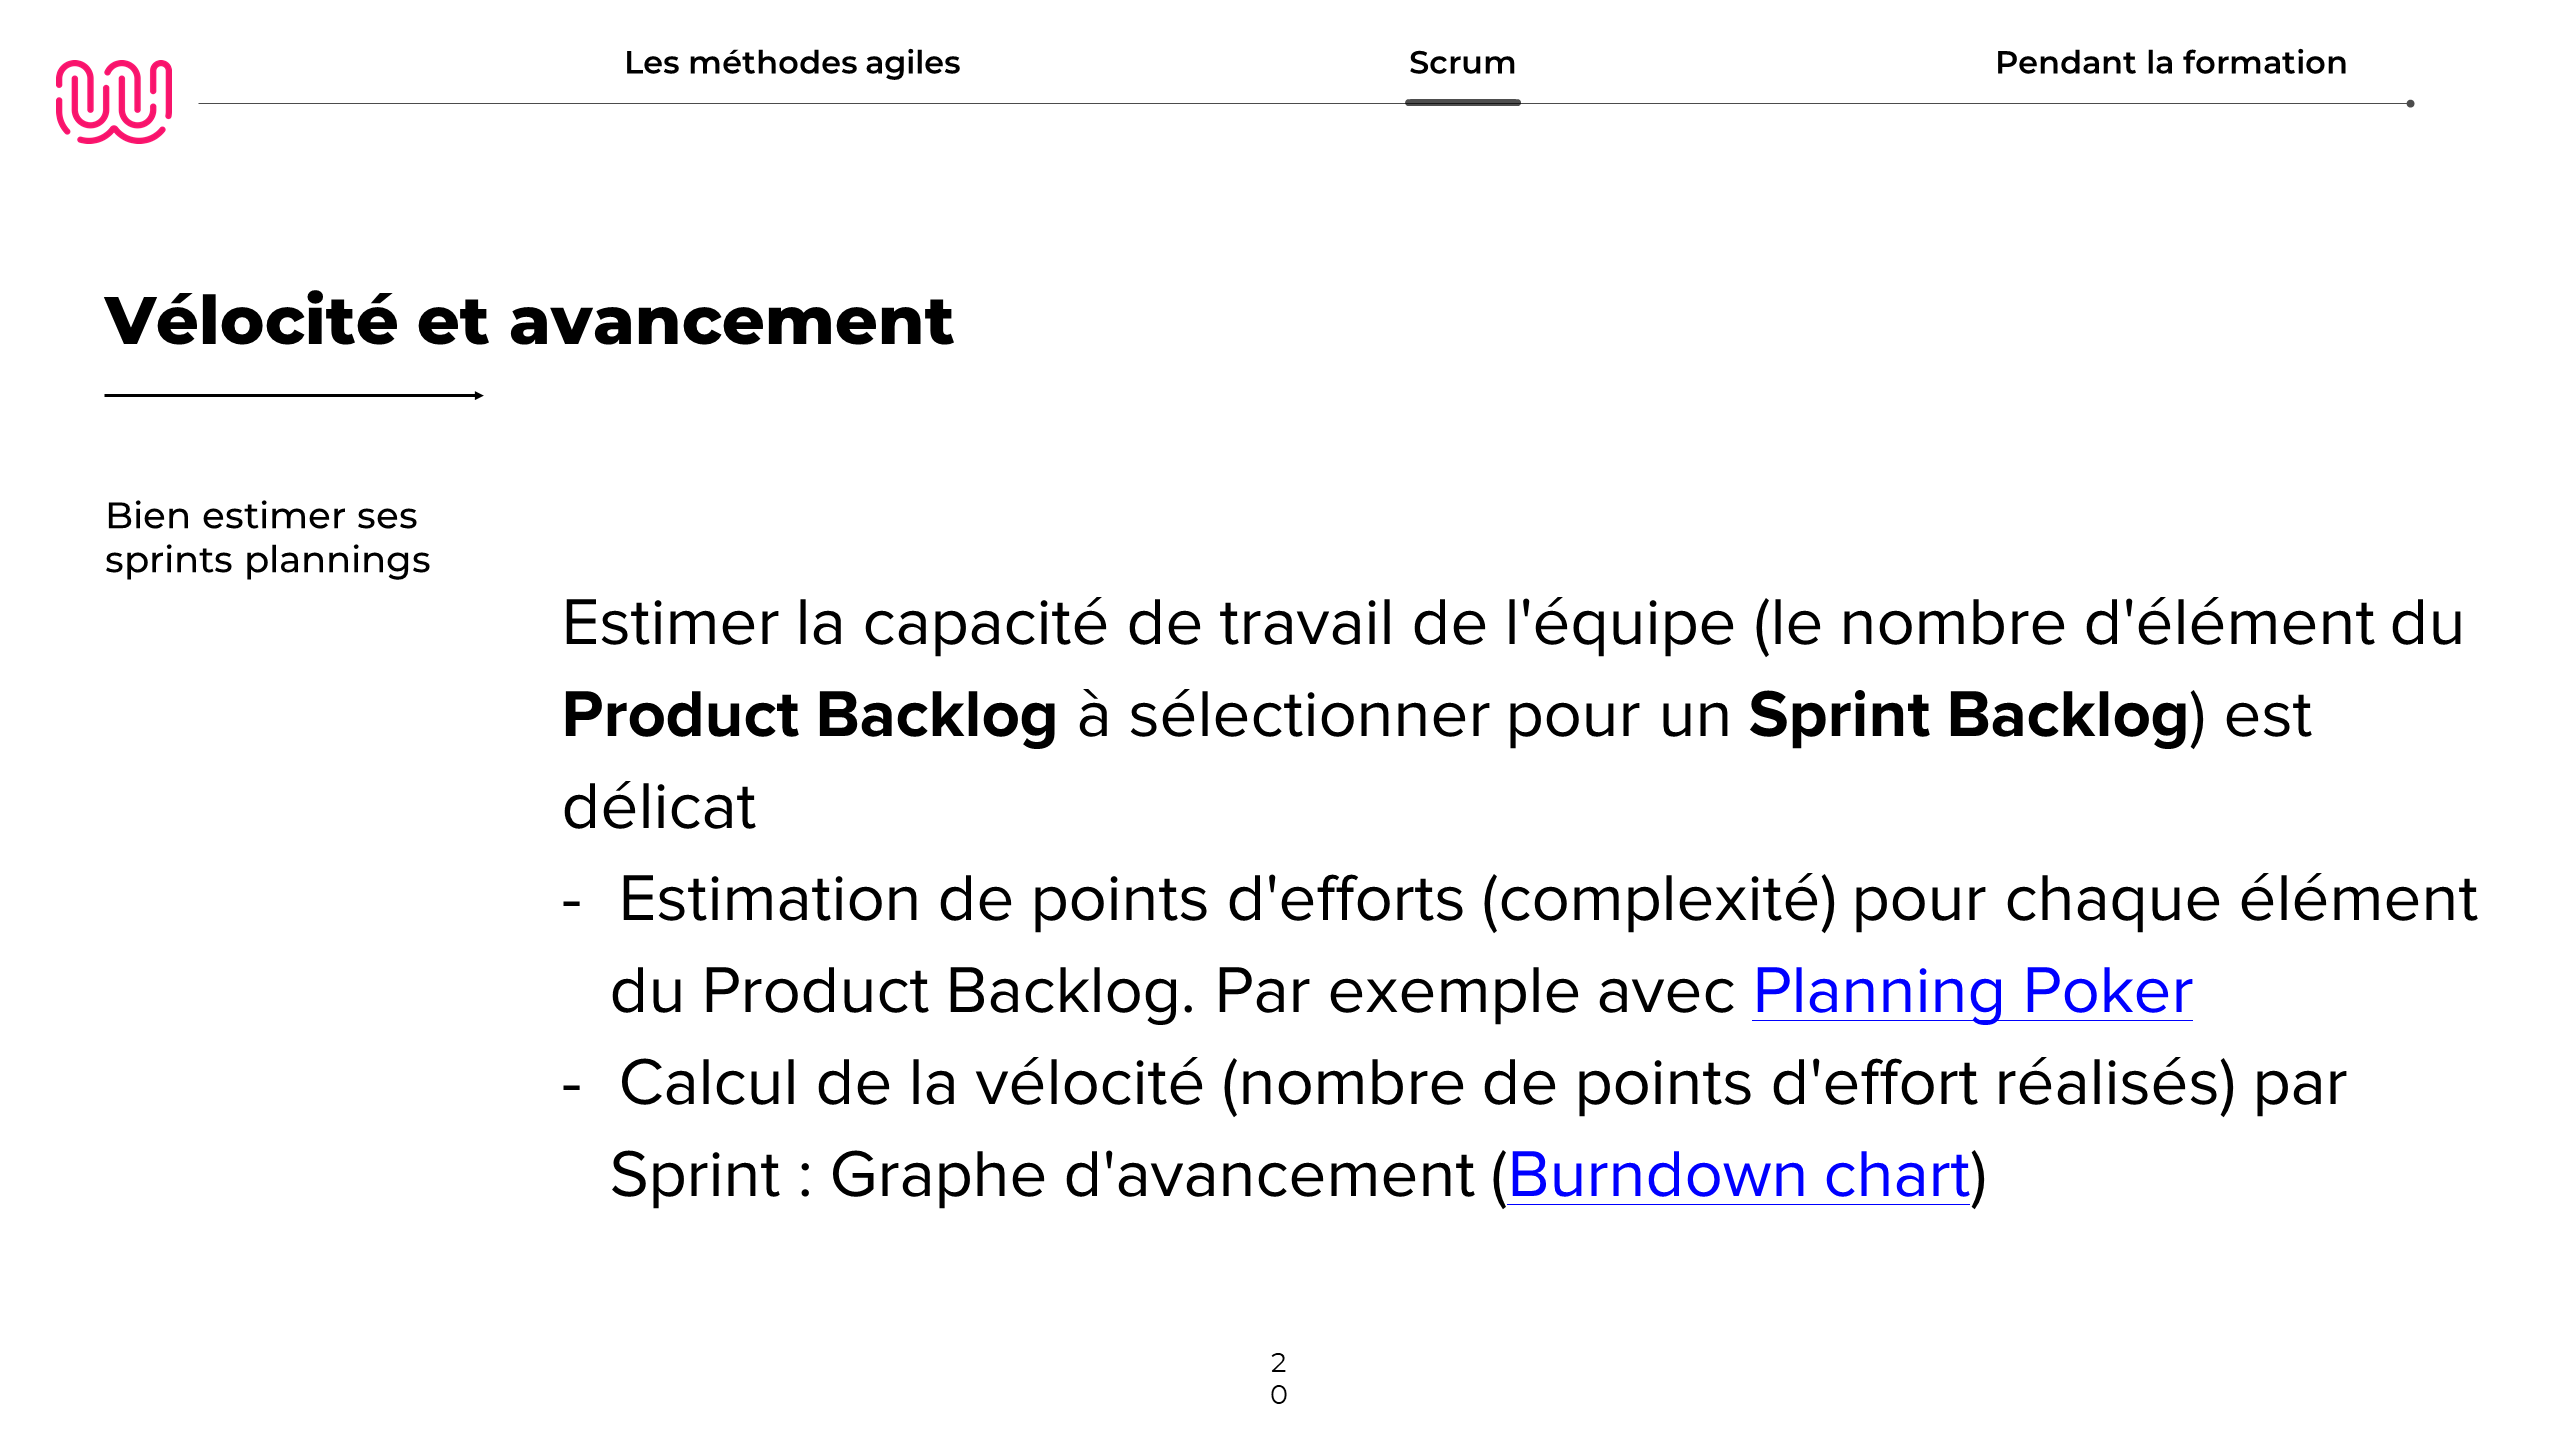 Les méthodes agiles
Scrum
Pendant la formation
Vélocité et avancement
Bien estimer ses
sprints plannings
Estimer la capacité de travail de l'équipe (le nombre d'élément du
Product Backlog à sélectionner pour un Sprint Backlog) est
délicat
- Estimation de points d'efforts (complexité) pour chaque élément
du Product Backlog. Par exemple avec Planning Poker
- Calcul de la vélocité (nombre de points d'effort réalisés) par
Sprint : Graphe d'avancement (Burndown chart)
2
0